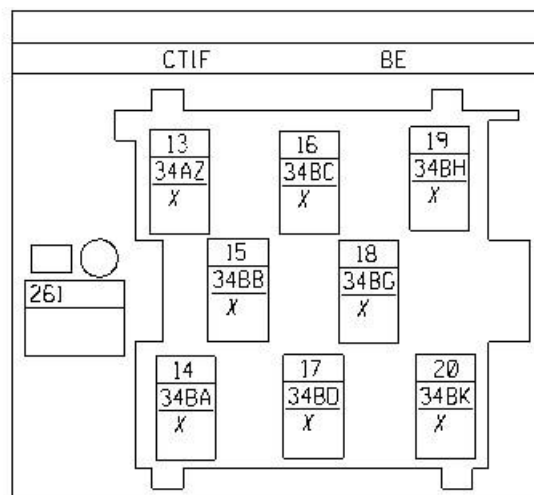 CTIF BE
13 16 19
34AZ 34BC 34BH
X X X
15 18
34BB 34BG
X X
261
14 17 20
34BA 34BD 34BK
X X X